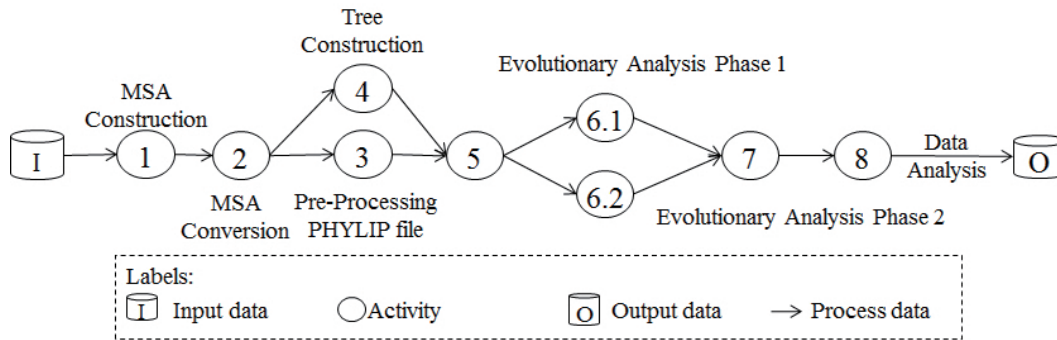 Tree
Construction
Evolutionary Analysis Phase 1
MSA
Construction
4
6.1
I
1
2
3
5
7
8
Data
Analysis
O
6.2
MSA
Conversion
Pre-Processing
PHYLIP file
Evolutionary Analysis Phase 2
Labels:
I Input data
Activity
O Output data
Process data